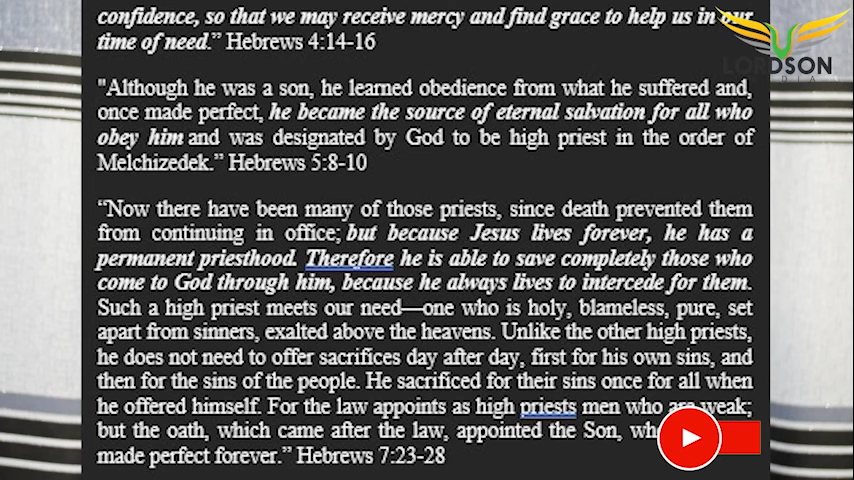 confidence, so that we may receive mercy and find grace to help us in our
time of need.” Hebrews 4:14-16
"Although he was a son, he learned obedience from what he suffered and,
once made perfect, he became the source of eternal salvation for all who
obey him and was designated by God to be high priest in the order of
Melchizedek.” Hebrews 5:8-10
“Now there have been many of those priests, since death prevented them
from continuing in office; but because Jesus lives forever, he has a
permanent priesthood. Therefore he is able to save completely those who
come to God through him, because he always lives to intercede for them.
Such a high priest meets our need—one who is holy, blameless, pure, set
apart from sinners, exalted above the heavens. Unlike the other high priests,
he does not need to offer sacrifices day after day, first for his own sins, and
then for the sins of the people. He sacrificed for their sins once for all when
he offered himself. For the law appoints as high priests men who are weak;
but the oath, which came after the law, appointed the Son,
made perfect forever.” Hebrews 7:23-28
LORDSON